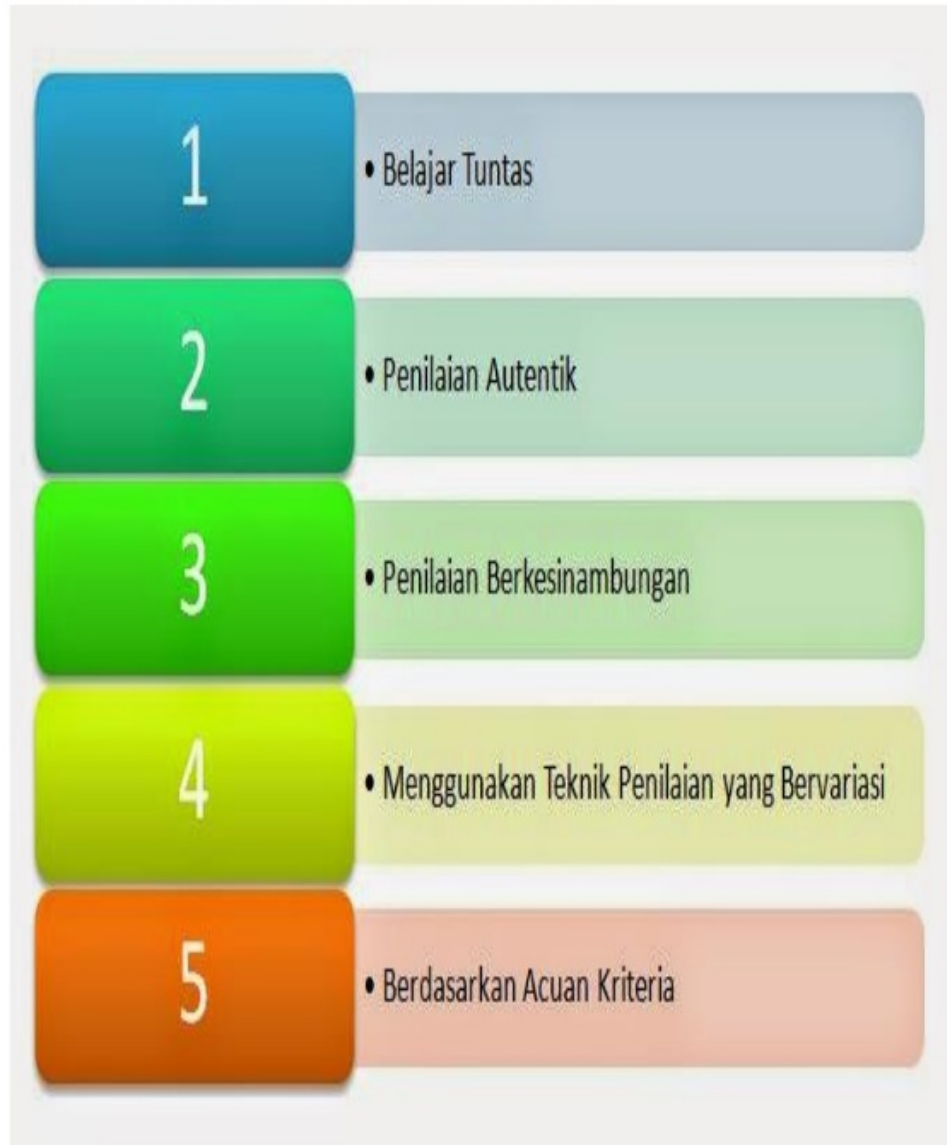 1
• Belajar Tuntas
2
• Penilaian Autentik
3
• Penilaian Berkesinambungan
4
• Menggunakan Teknik Penilaian yang Bervariasi
5
• Berdasarkan Acuan Kriteria